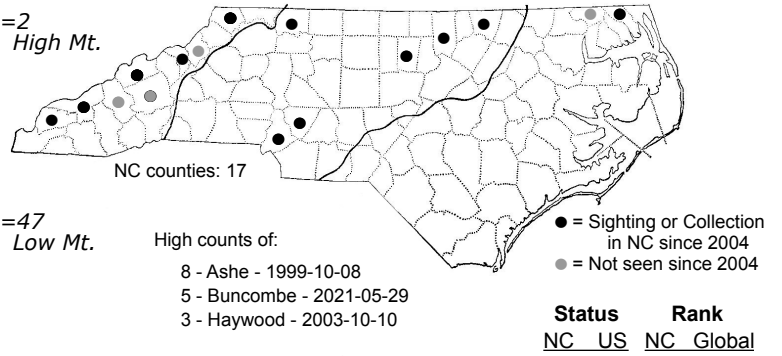 =2
High Mt.
NC counties: 17
=47
Low Mt.
High counts of:
8 - Ashe - 1999-10-08
5 - Buncombe - 2021-05-29
3 - Haywood - 2003-10-10
= Sighting or Collection
in NC since 2004
= Not seen since 2004
Status Rank
NC US NC Global